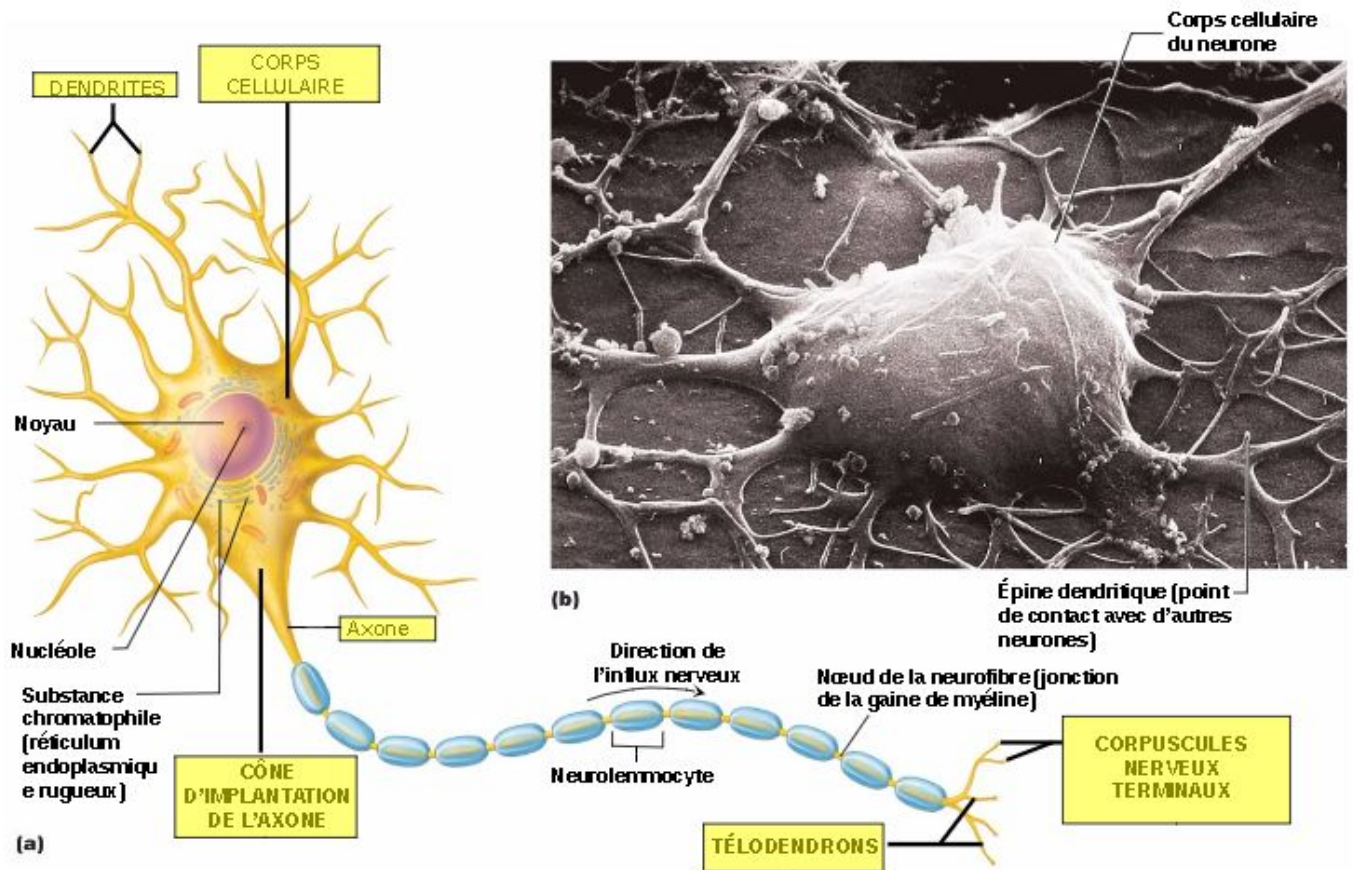 DENDRITES
CORPS
CELLULAIRE
Noyau
Nucléole
Substance
chromatophile
(réticulum
endoplasmiqu
e rugueux)
CÔNE
D'IMPLANTATION
DE L'AXONE
Axone
(a)
Corps cellulaire
du neurone
(b)
Épine dendritique (point
de contact avec d'autres
neurones)
Direction de
l'influx nerveux
Neurolemmocyte
Nœud de la neurofibre (jonction
de la gaine de myéline)
CORPUSCULES
NERVEUX
TERMINAUX
TÉLODENDRONS